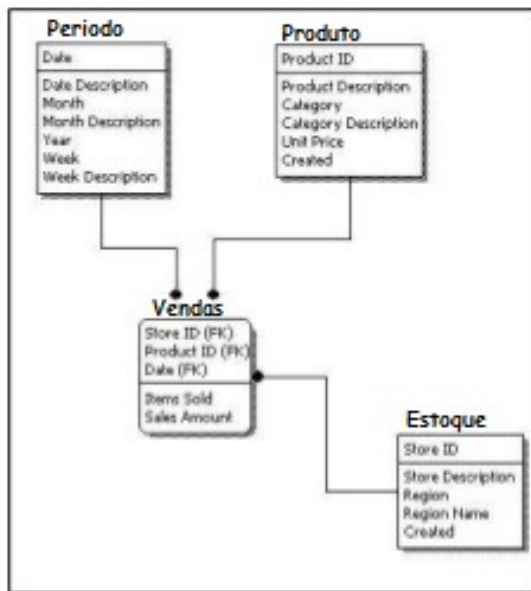 Periodo
Date
Date Description
Month
Month Description
Year
Week
Week Description
Produto
Product ID
Product Description
Category
Category Description
Unit Price
Created
Vendas
Store ID (FK)
Product ID (FK)
Date (FK)
Items Sold
Sales Amount
Estoque
Store ID
Store Description
Region
Region Name
Created